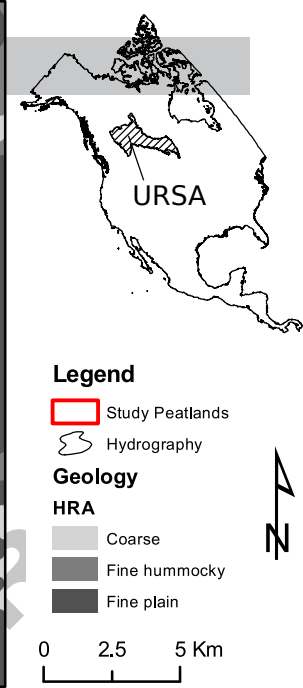 URSA
Legend
Study Peatlands
Hydrography
Geology
HRA
Coarse
Fine hummocky
Fine plain
N
0 2.5 5 Km